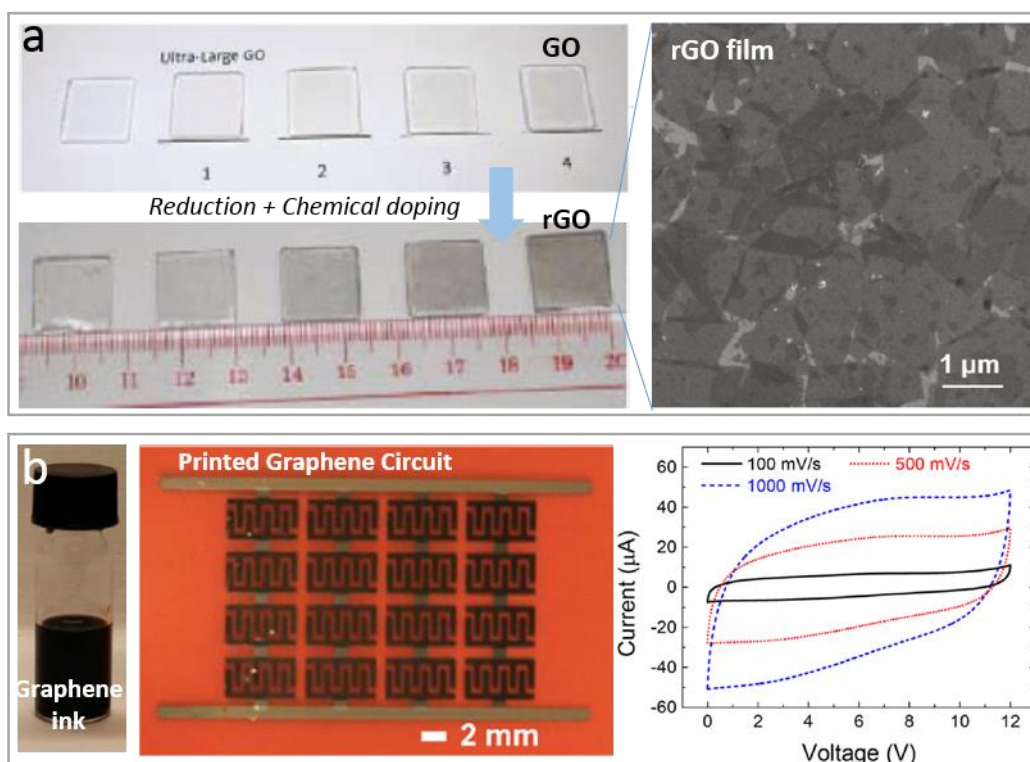 a
Ultra-Large GO
GO
1 2 3 4
Reduction + Chemical doping
rGO
10 11 12 13 14 15 16 17 18 19 20
rGO film
1 μm
b
Graphene
ink
Printed Graphene Circuit
2 mm
100 mV/s 500 mV/s
1000 mV/s
60
40
20
0
-20
-40
-60
Current (μA)
0 2 4 6 8 10 12
Voltage (V)